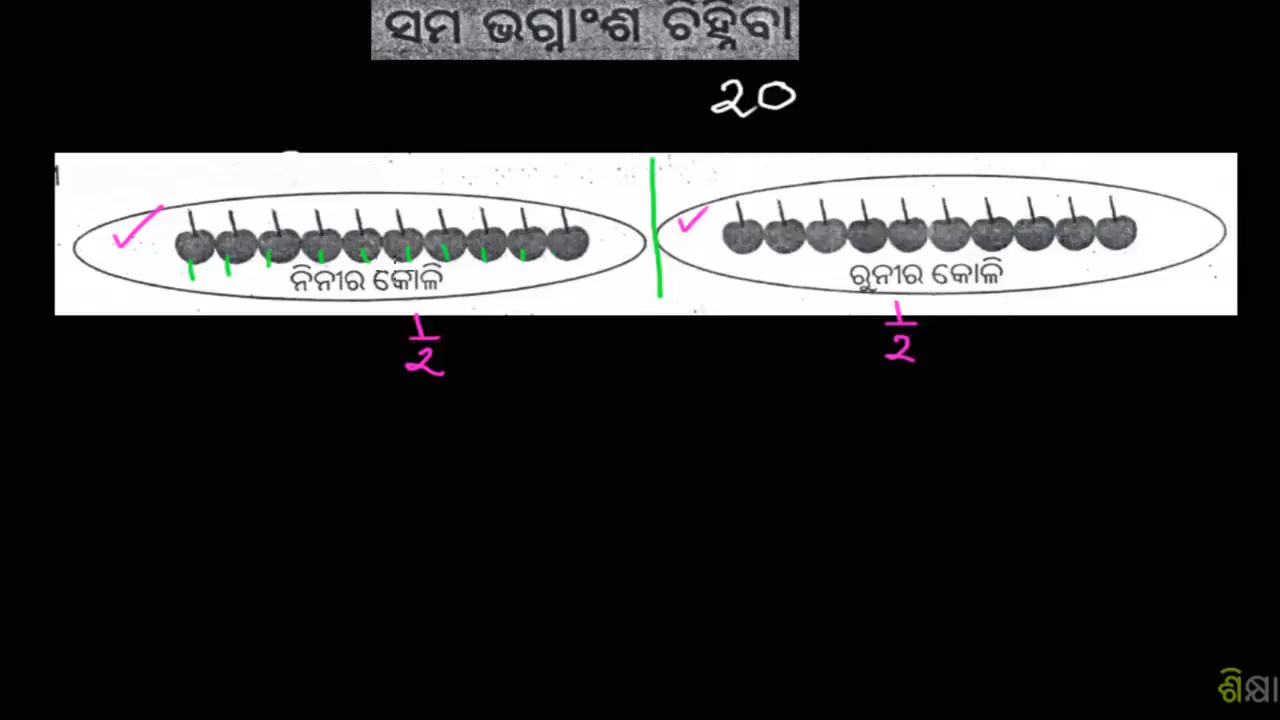 ସମ ଭଗ୍ନାଂଶ ଚିହ୍ନିବା
20
ନିନୀର କୋଳି
ରୁନୀର କୋଳି
1/2
1/2
ଶିକ୍ଷା